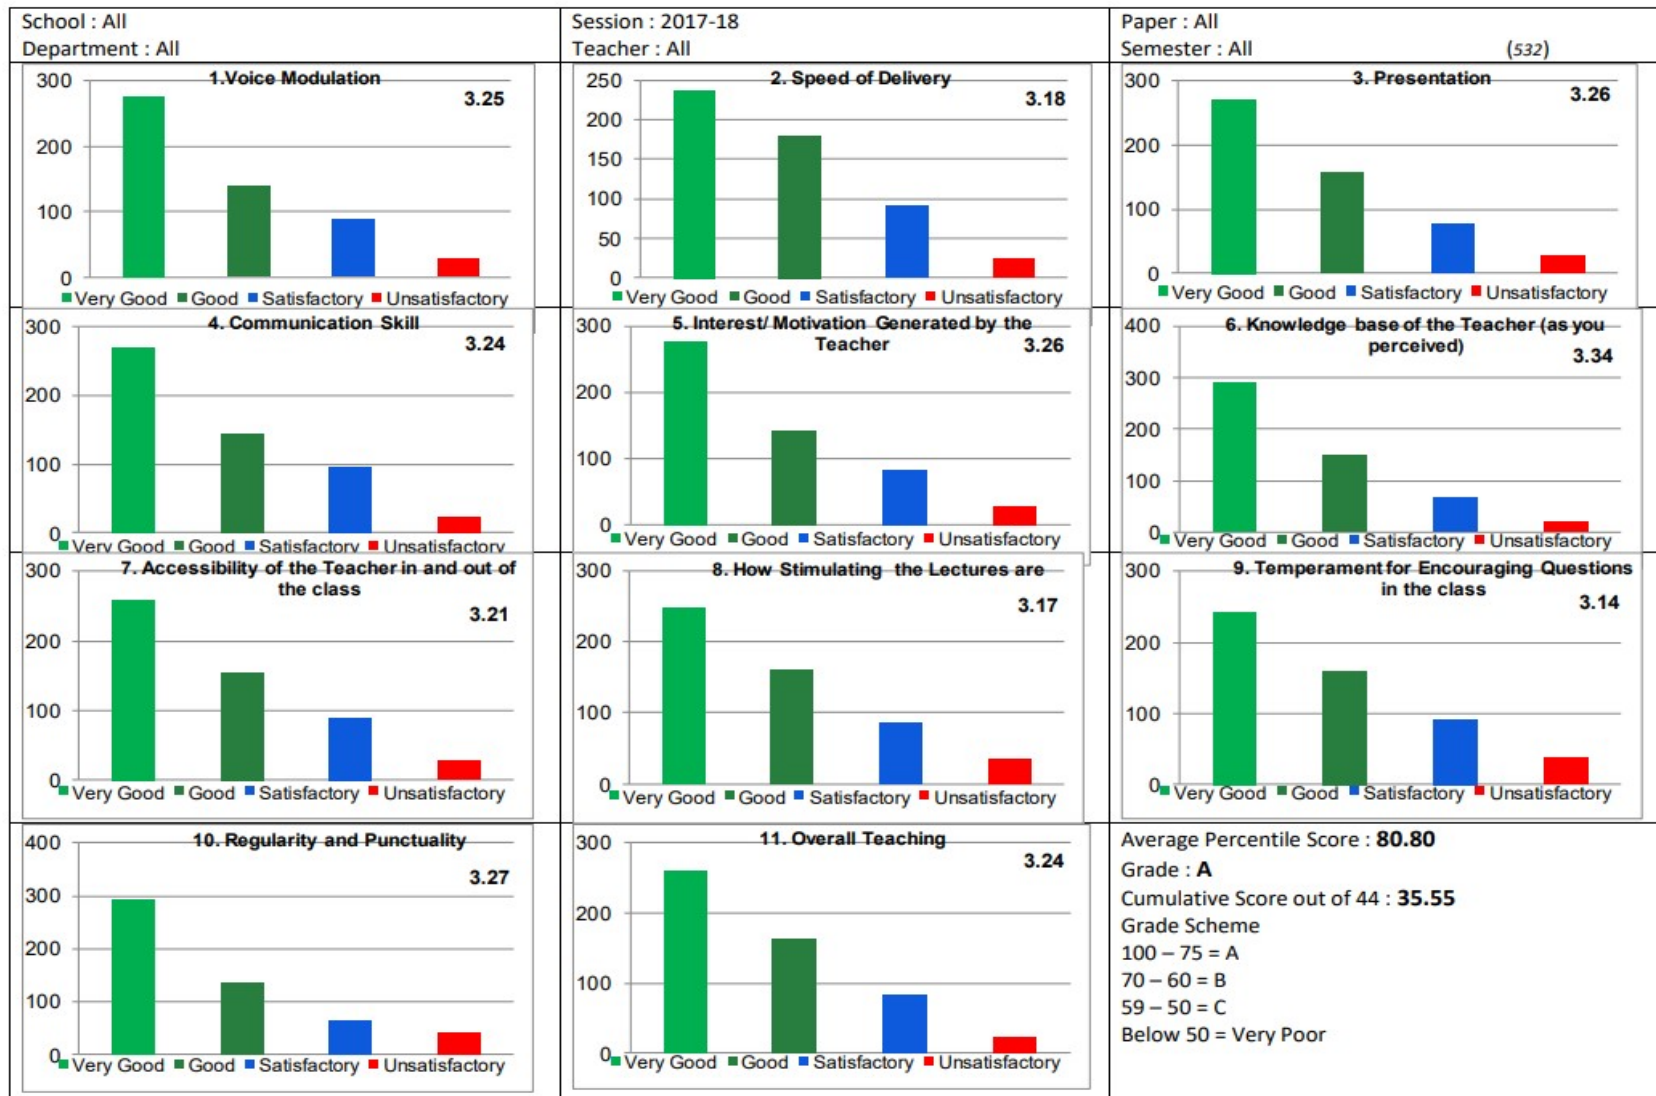 School : All
Department : All
Session : 2017-18
Teacher : All
Paper : All
Semester : All (532)
1.Voice Modulation
3.25
300
200
100
0
Very Good Good Satisfactory Unsatisfactory
2. Speed of Delivery
3.18
250
200
150
100
50
0
Very Good Good Satisfactory Unsatisfactory
3. Presentation
3.26
300
200
100
0
Very Good Good Satisfactory Unsatisfactory
4. Communication Skill
3.24
300
200
100
0
Very Good Good Satisfactory Unsatisfactory
5. Interest/ Motivation Generated by the
Teacher
3.26
300
200
100
0
Very Good Good Satisfactory Unsatisfactory
6. Knowledge base of the Teacher (as you
perceived)
3.34
400
300
200
100
0
Very Good Good Satisfactory Unsatisfactory
7. Accessibility of the Teacher in and out of
the class
3.21
300
200
100
0
Very Good Good Satisfactory Unsatisfactory
8. How Stimulating the Lectures are
3.17
300
200
100
0
Very Good Good Satisfactory Unsatisfactory
9. Temperament for Encouraging Questions
in the class
3.14
300
200
100
0
Very Good Good Satisfactory Unsatisfactory
10. Regularity and Punctuality
3.27
400
300
200
100
0
Very Good Good Satisfactory Unsatisfactory
11. Overall Teaching
3.24
300
200
100
0
Very Good Good Satisfactory Unsatisfactory
Average Percentile Score : 80.80
Grade : A
Cumulative Score out of 44 : 35.55
Grade Scheme
100 – 75 = A
70 – 60 = B
59 – 50 = C
Below 50 = Very Poor